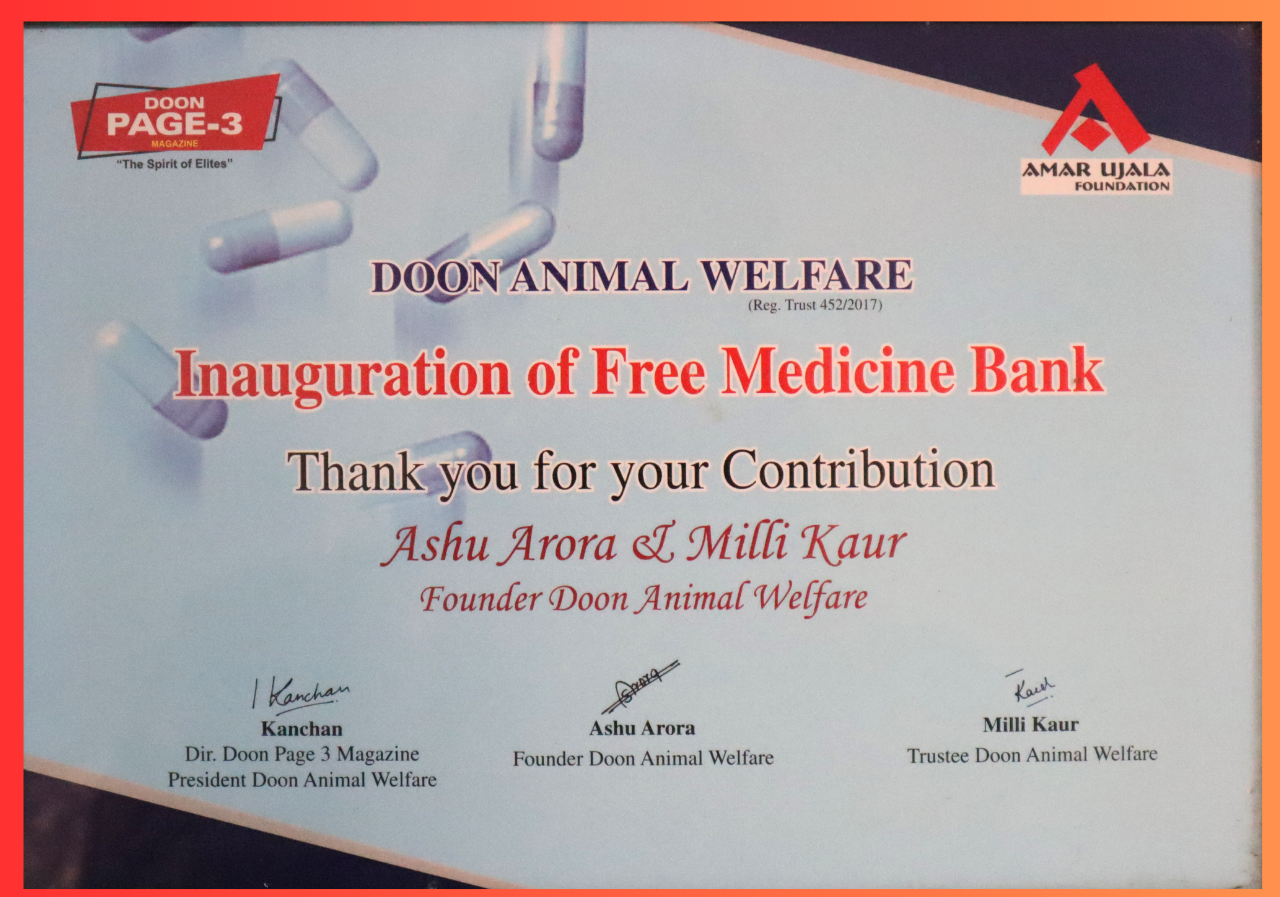 DOON
PAGE-3
MAGAZINE
"The Spirit of Elites"
AMAR UJALA
FOUNDATION
DOON ANIMAL WELFARE
(Reg. Trust 452/2017)
Inauguration of Free Medicine Bank
Thank you for your Contribution
Ashu Arora & Milli Kaur
Founder Doon Animal Welfare
Kanchan
Kanchan
Dir. Doon Page 3 Magazine
President Doon Animal Welfare
Ashu Arora
Founder Doon Animal Welfare
Milli Kaur
Trustee Doon Animal Welfare